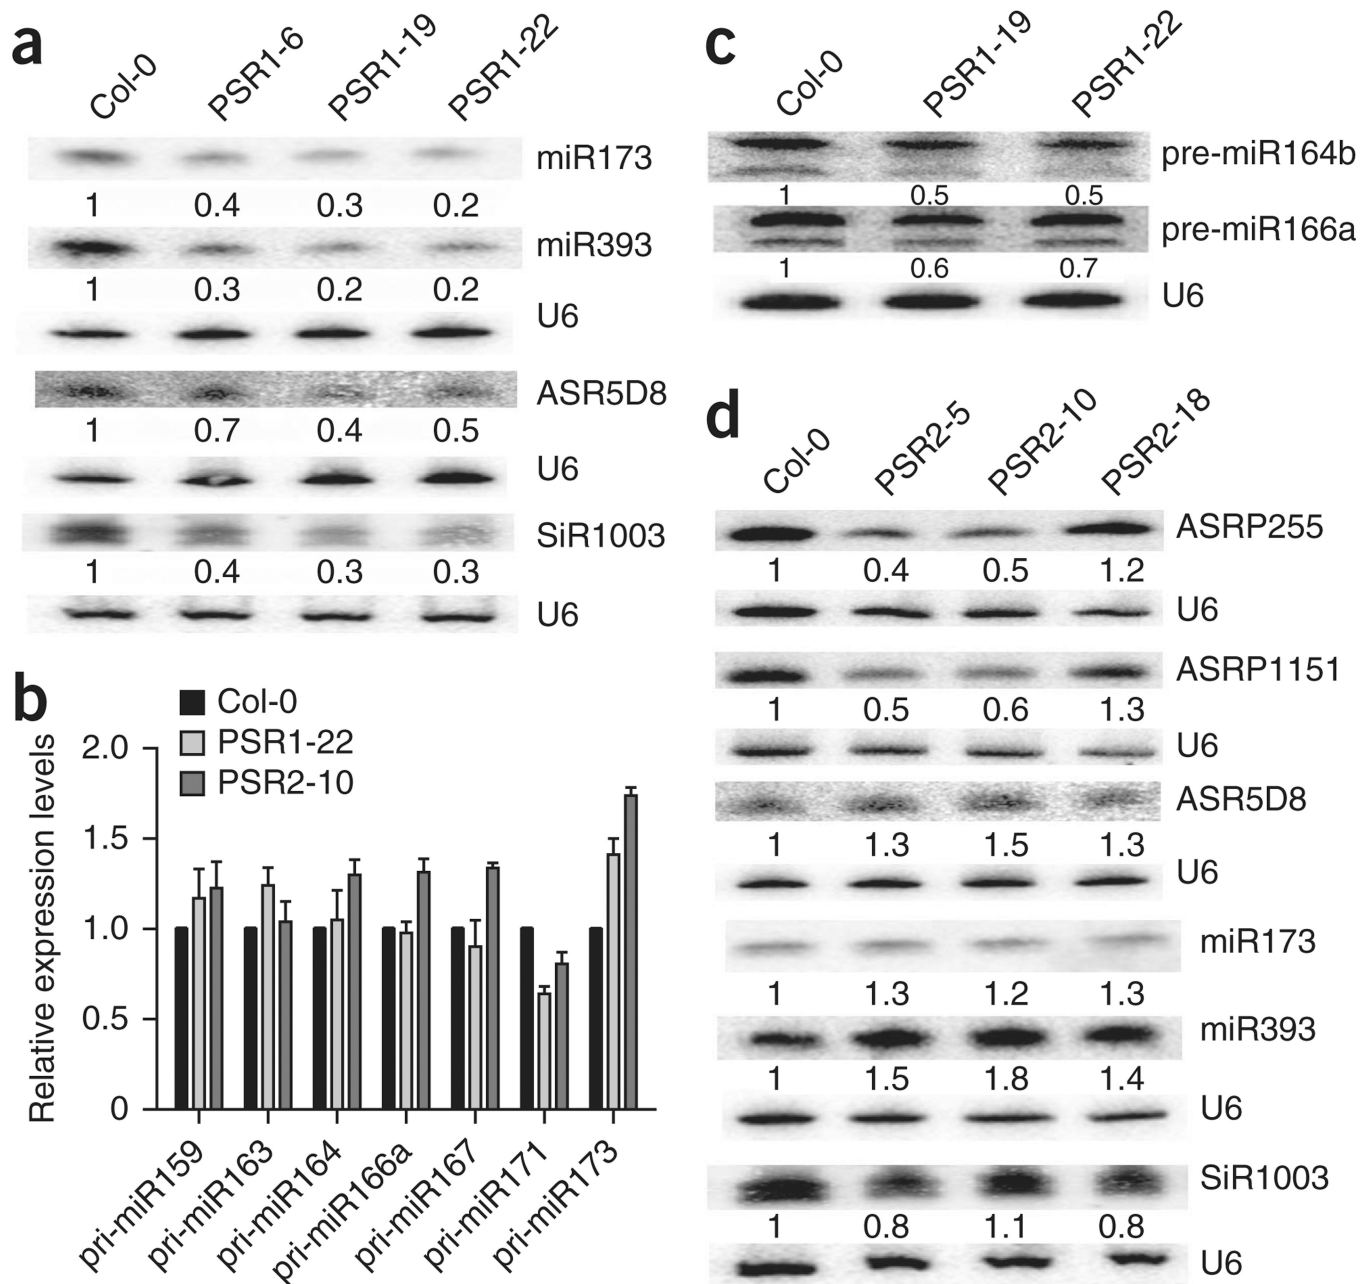 a
Col-0 PSR1-6 PSR1-19 PSR1-22
miR173
1 0.4 0.3 0.2
miR393
1 0.3 0.2 0.2
U6
ASR5D8
1 0.7 0.4 0.5
U6
SiR1003
1 0.4 0.3 0.3
U6
b
Col-0
PSR1-22
PSR2-10
Relative expression levels
2.0
1.5
1.0
0.5
0
pri-miR159 pri-miR163 pri-miR164 pri-miR166a pri-miR167 pri-miR171 pri-miR173
c
Col-0 PSR1-19 PSR1-22
pre-miR164b
1 0.5 0.5
pre-miR166a
1 0.6 0.7
U6
d
Col-0 PSR2-5 PSR2-10 PSR2-18
ASRP255
1 0.4 0.5 1.2
U6
ASRP1151
1 0.5 0.6 1.3
U6
ASR5D8
1 1.3 1.5 1.3
U6
miR173
1 1.3 1.2 1.3
miR393
1 1.5 1.8 1.4
U6
SiR1003
1 0.8 1.1 0.8
U6